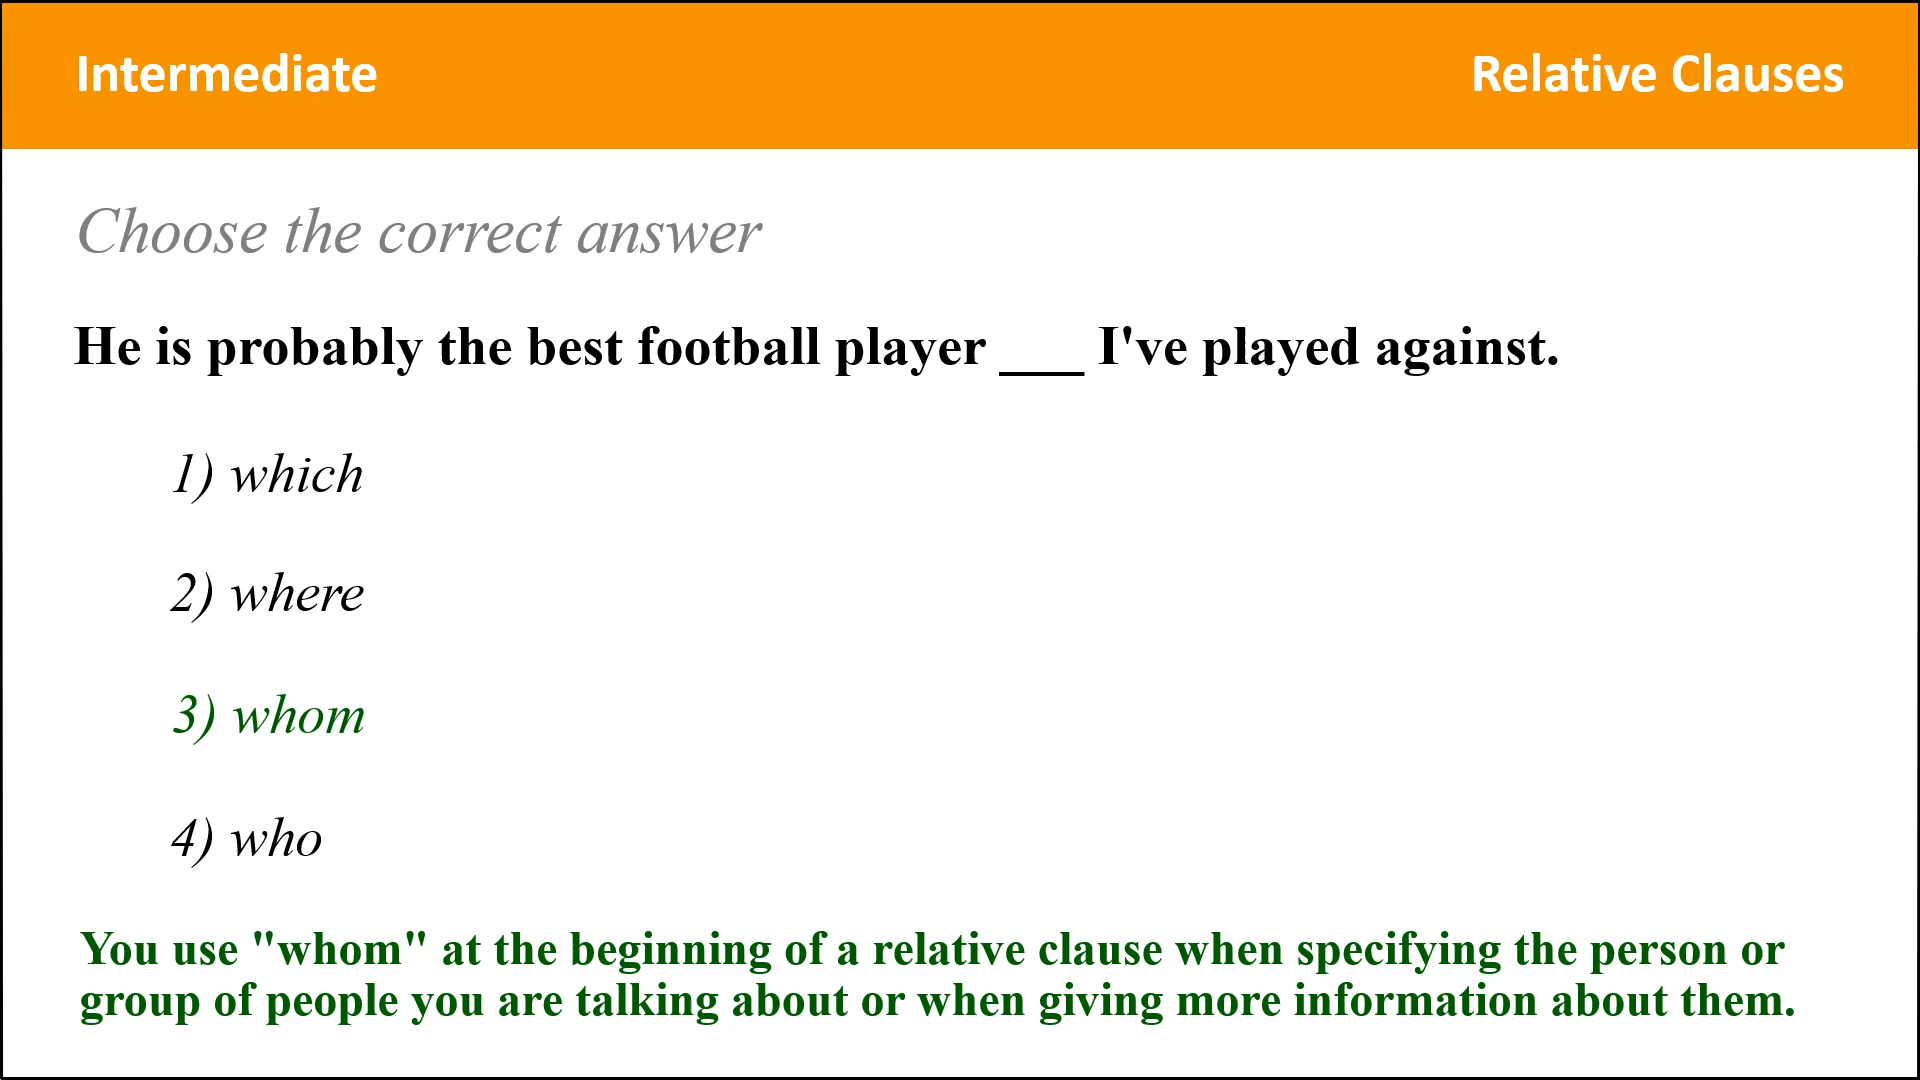 Intermediate
Relative Clauses
Choose the correct answer
He is probably the best football player ___ I've played against.
1) which
2) where
3) whom
4) who
You use "whom" at the beginning of a relative clause when specifying the person or
group of people you are talking about or when giving more information about them.